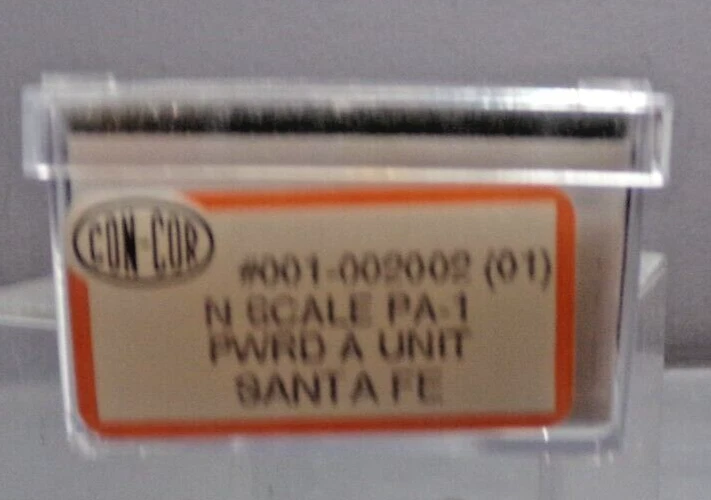 CON-COR
#001-002002 (01)
N SCALE PA-1
PWRD A UNIT
SANTA FE